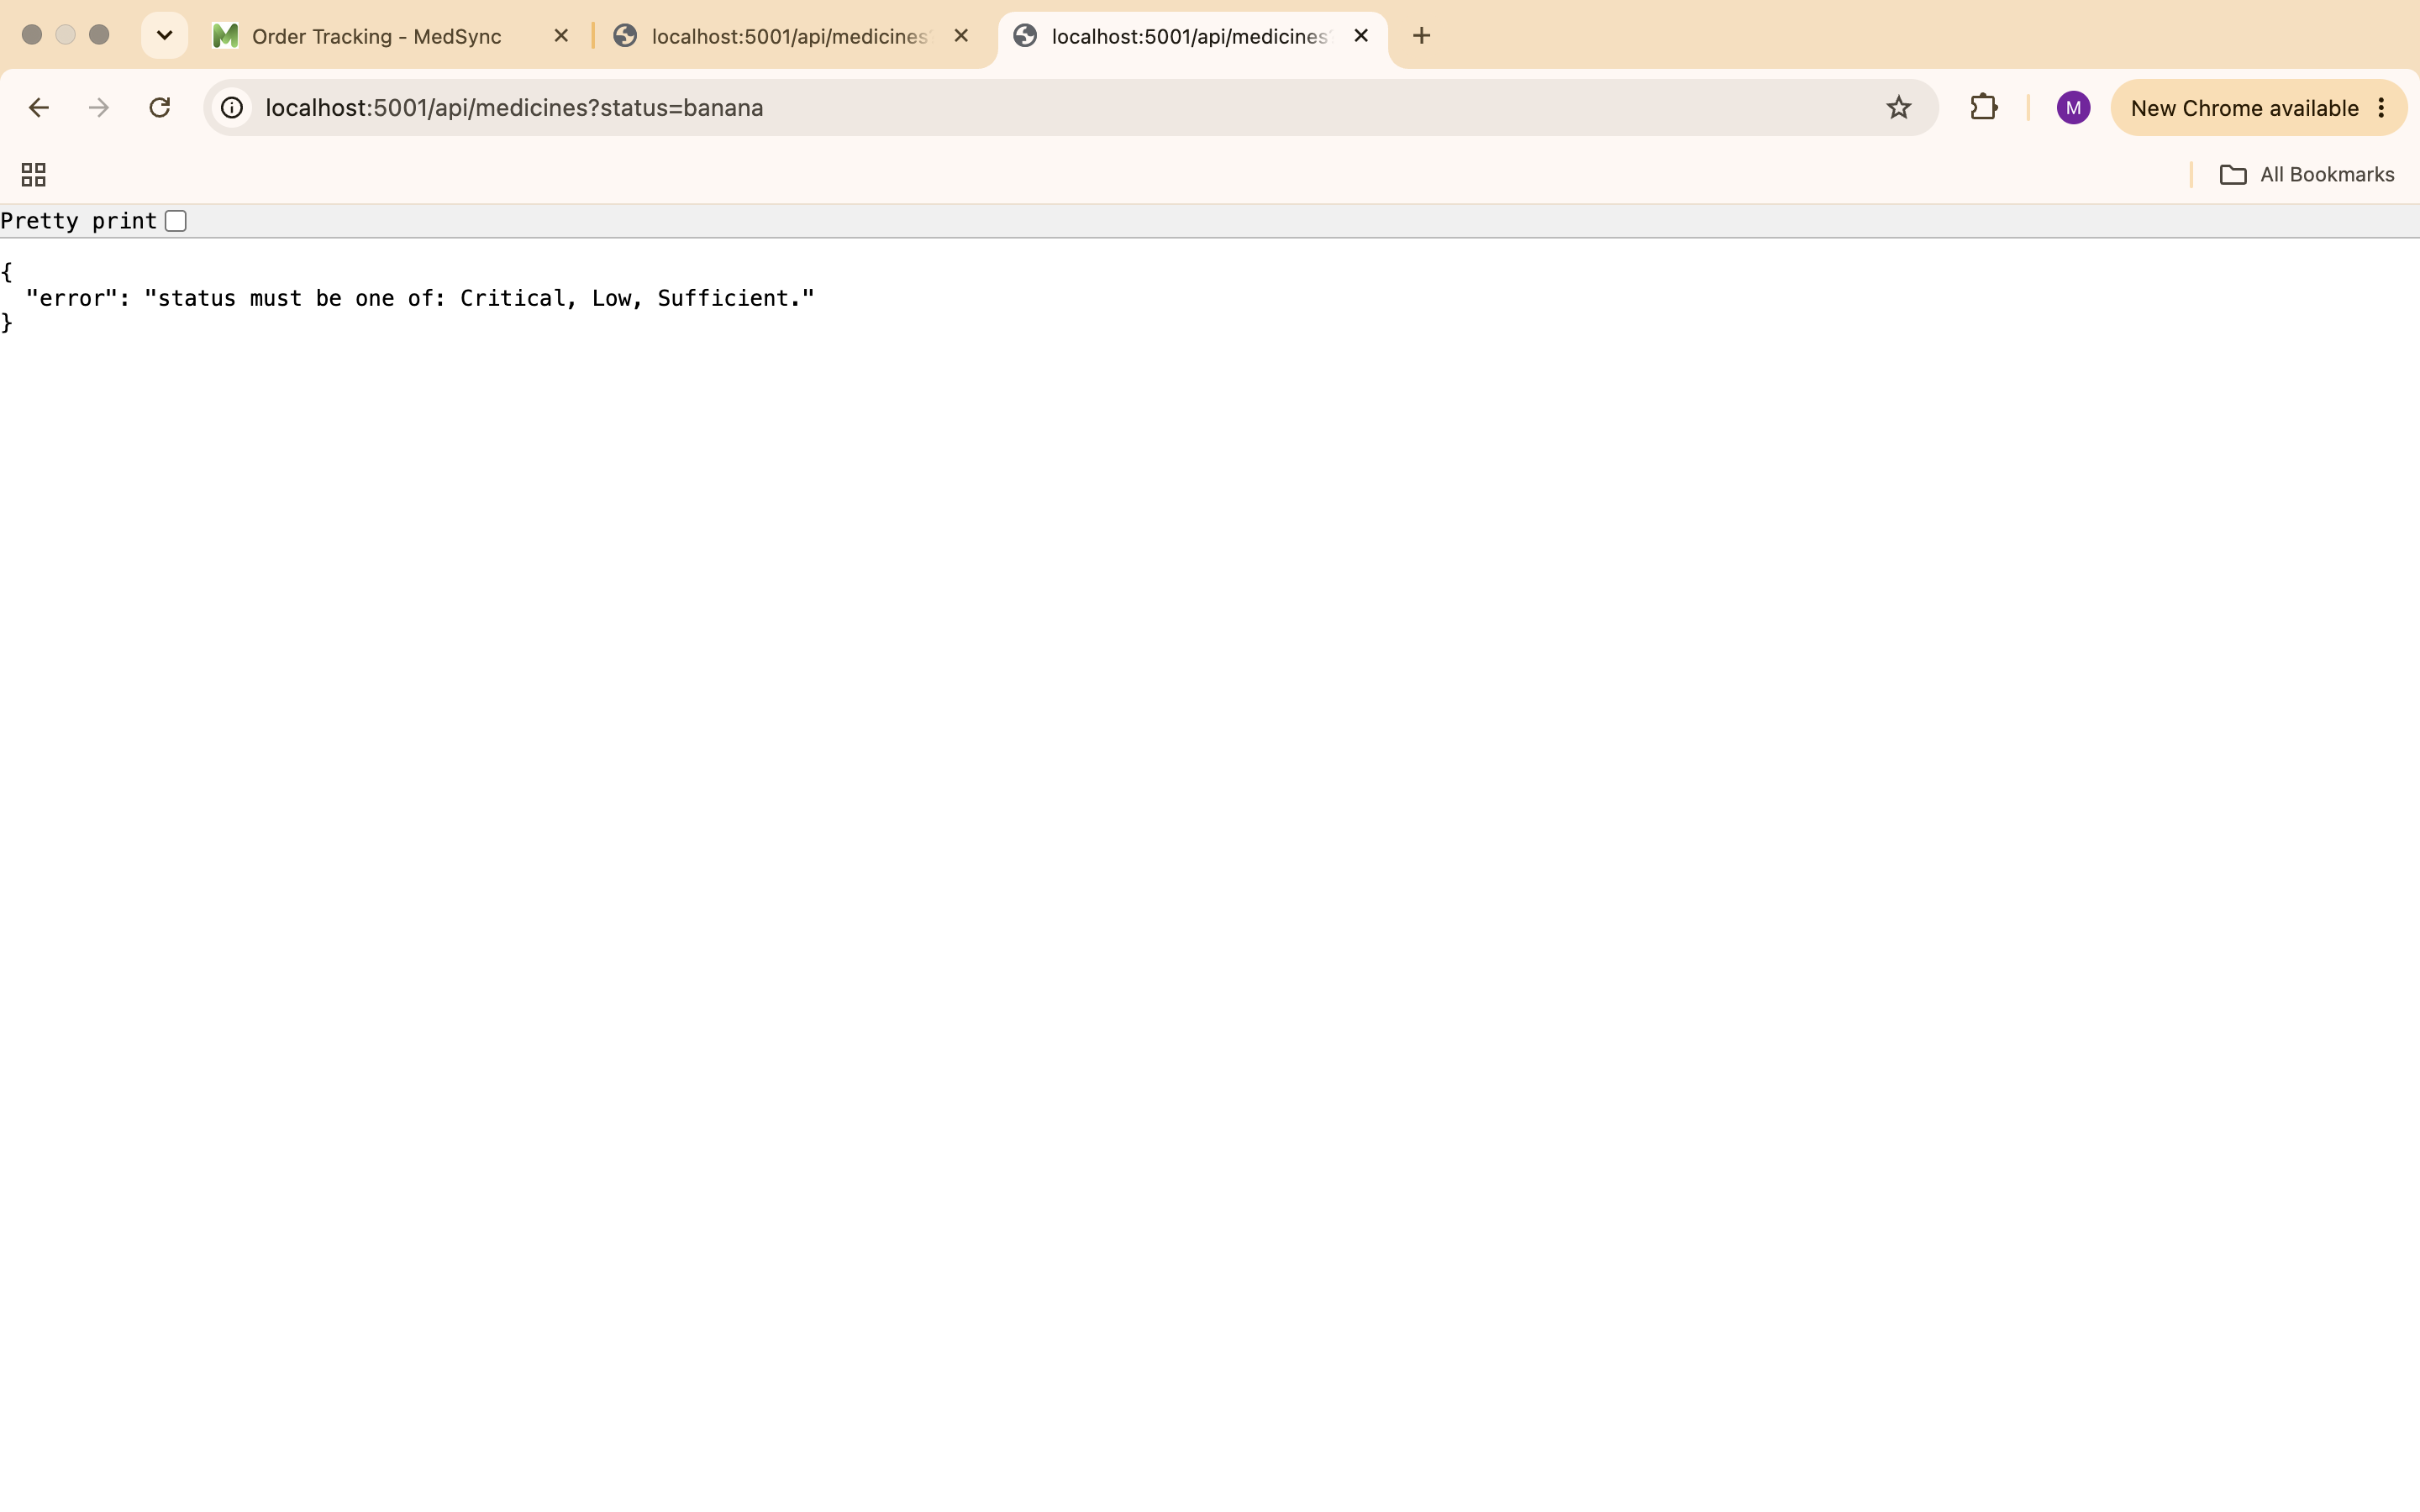 Order Tracking - MedSync
localhost:5001/api/medicines
localhost:5001/api/medicines
localhost:5001/api/medicines?status=banana
M
New Chrome available
All Bookmarks
Pretty print
{
"error": "status must be one of: Critical, Low, Sufficient."
}